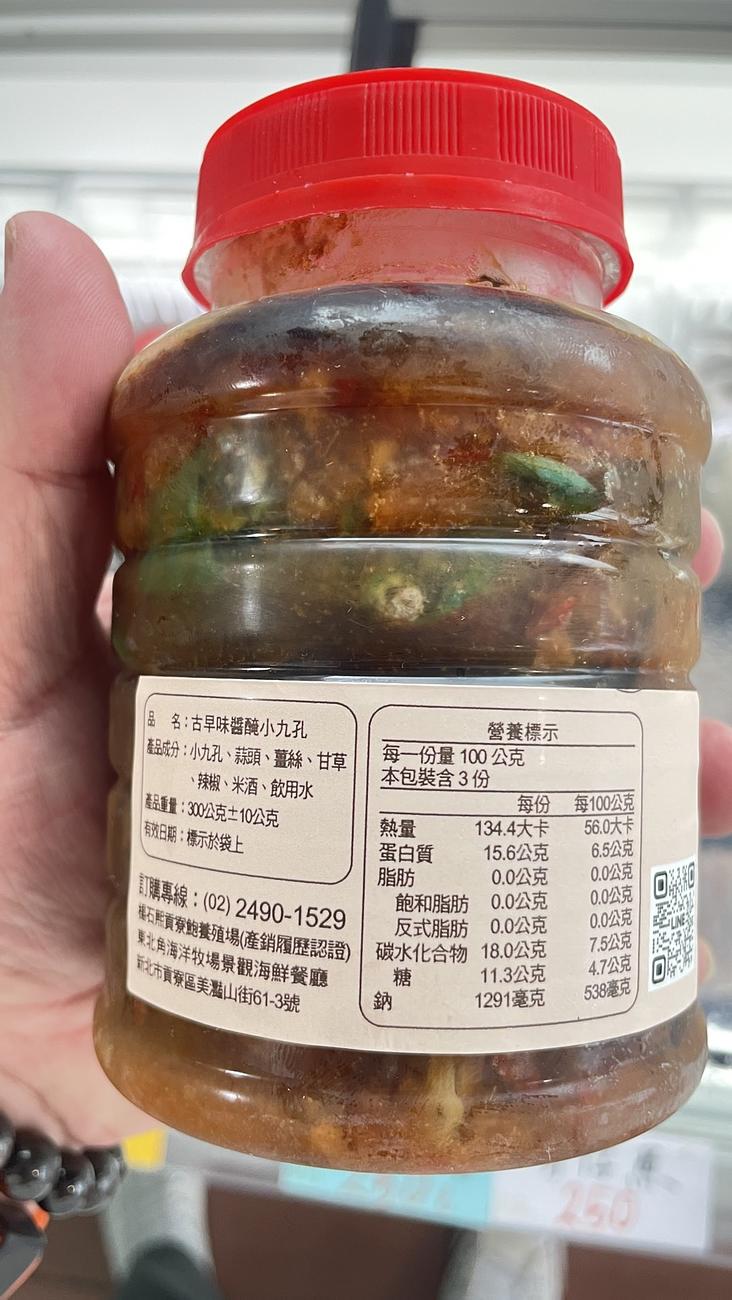 品 名：古早味醬醃小九孔
產品成分：小九孔、蒜頭、薑絲、甘草
、辣椒、米酒、飲用水
產品重量：300公克±10公克
有效日期：標示於袋上
訂購專線：(02) 2490-1529
楊石熙貢寮鮑養殖場(產銷履歷認證)
東北角海洋牧場景觀海鮮餐廳
新北市貢寮區美灩山街61-3號
營養標示
每一份量 100 公克
本包裝含 3 份
每份 每100公克
熱量 134.4大卡 56.0大卡
蛋白質 15.6公克 6.5公克
脂肪 0.0公克 0.0公克
飽和脂肪 0.0公克 0.0公克
反式脂肪 0.0公克 0.0公克
碳水化合物 18.0公克 7.5公克
糖 11.3公克 4.7公克
鈉 1291毫克 538毫克
LINE
250